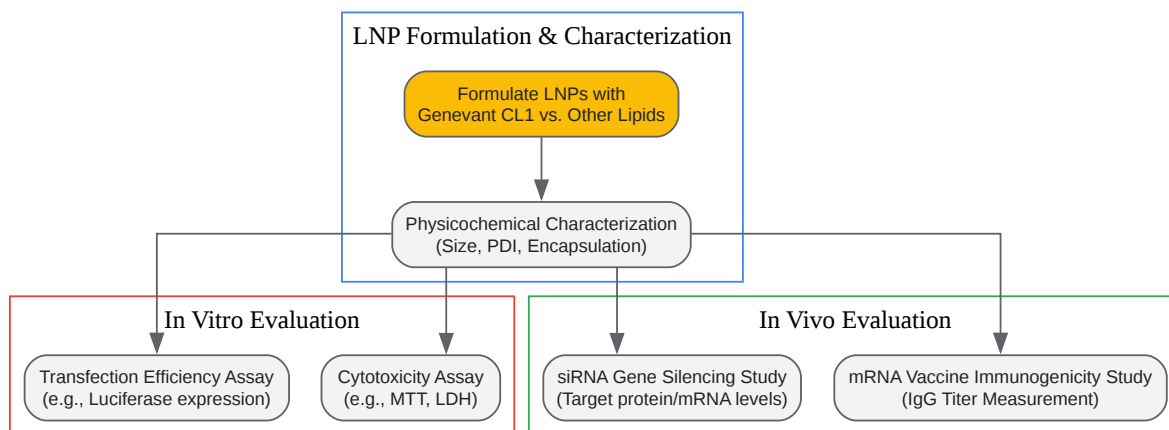 LNP Formulation & Characterization
Formulate LNPs with
Genevant CL1 vs. Other Lipids
Physicochemical Characterization
(Size, PDI, Encapsulation)
In Vitro Evaluation
In Vivo Evaluation
Transfection Efficiency Assay
(e.g., Luciferase expression)
Cytotoxicity Assay
(e.g., MTT, LDH)
siRNA Gene Silencing Study
(Target protein/mRNA levels)
mRNA Vaccine Immunogenicity Study
(IgG Titer Measurement)